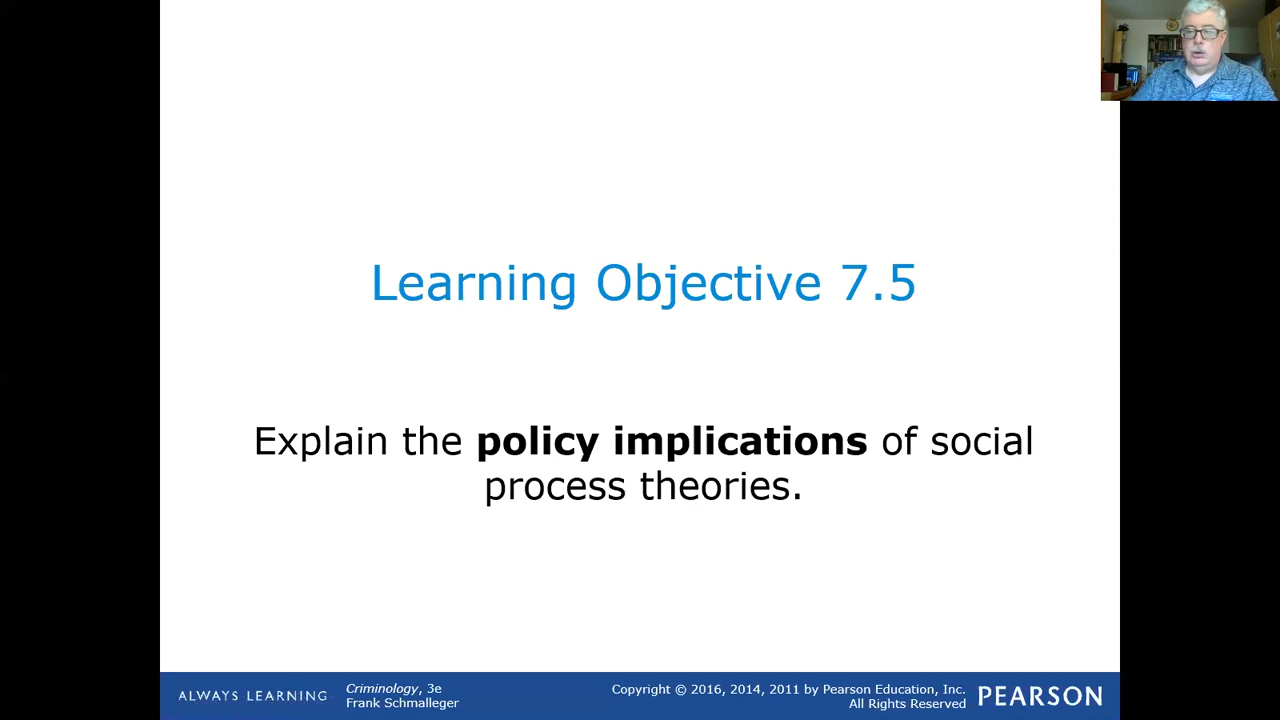 Learning Objective 7.5
Explain the policy implications of social
process theories.
ALWAYS LEARNING
Criminology, 3e
Frank Schmalleger
Copyright © 2016, 2014, 2011 by Pearson Education, Inc.
All Rights Reserved
PEARSON